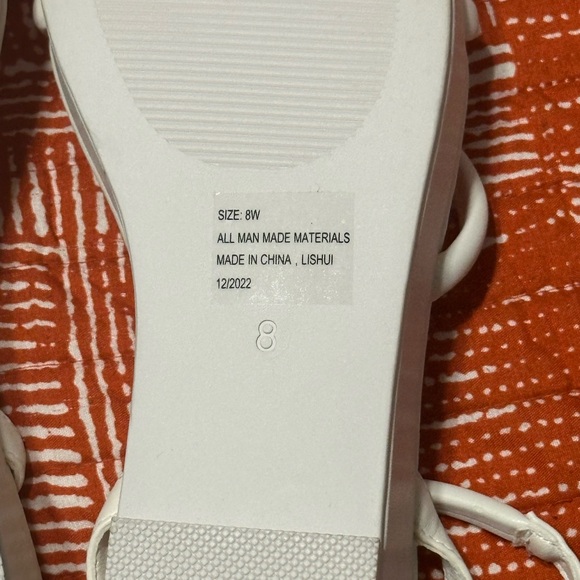 SIZE: 8W
ALL MAN MADE MATERIALS
MADE IN CHINA , LISHUI
12/2022
8